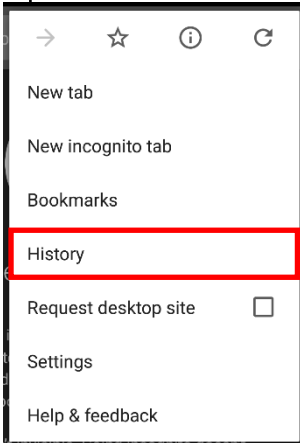 New tab
New incognito tab
Bookmarks
History
Request desktop site
Settings
Help & feedback